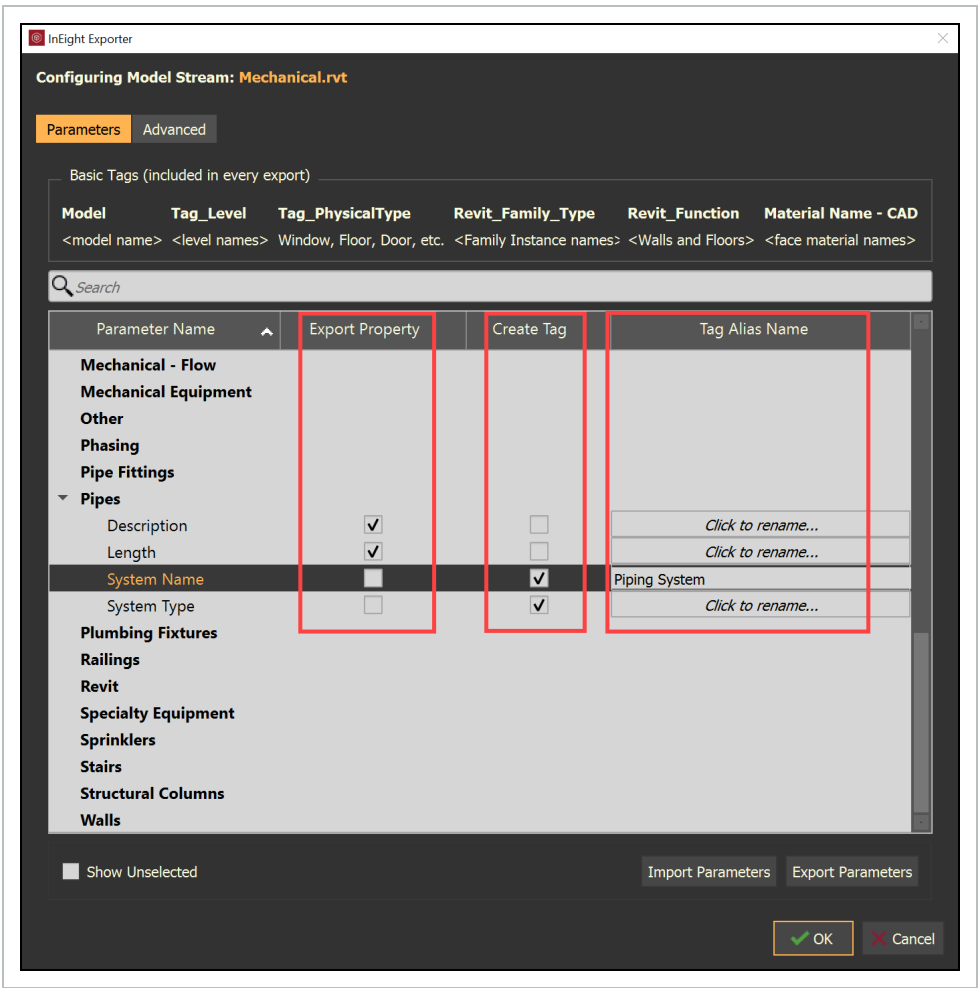 InEight Exporter
Configuring Model Stream: Mechanical.rvt
Parameters Advanced
Basic Tags (included in every export)
Model Tag_Level Tag_PhysicalType Revit_Family_Type Revit_Function Material Name - CAD
<model name> <level names> Window, Floor, Door, etc. <Family Instance names> <Walls and Floors> <face material names>
Search
Parameter Name Export Property Create Tag Tag Alias Name
Mechanical - Flow
Mechanical Equipment
Other
Phasing
Pipe Fittings
Pipes
Description Click to rename...
Length Click to rename...
System Name Piping System
System Type Click to rename...
Plumbing Fixtures
Railings
Revit
Specialty Equipment
Sprinklers
Stairs
Structural Columns
Walls
Show Unselected Import Parameters Export Parameters
OK Cancel